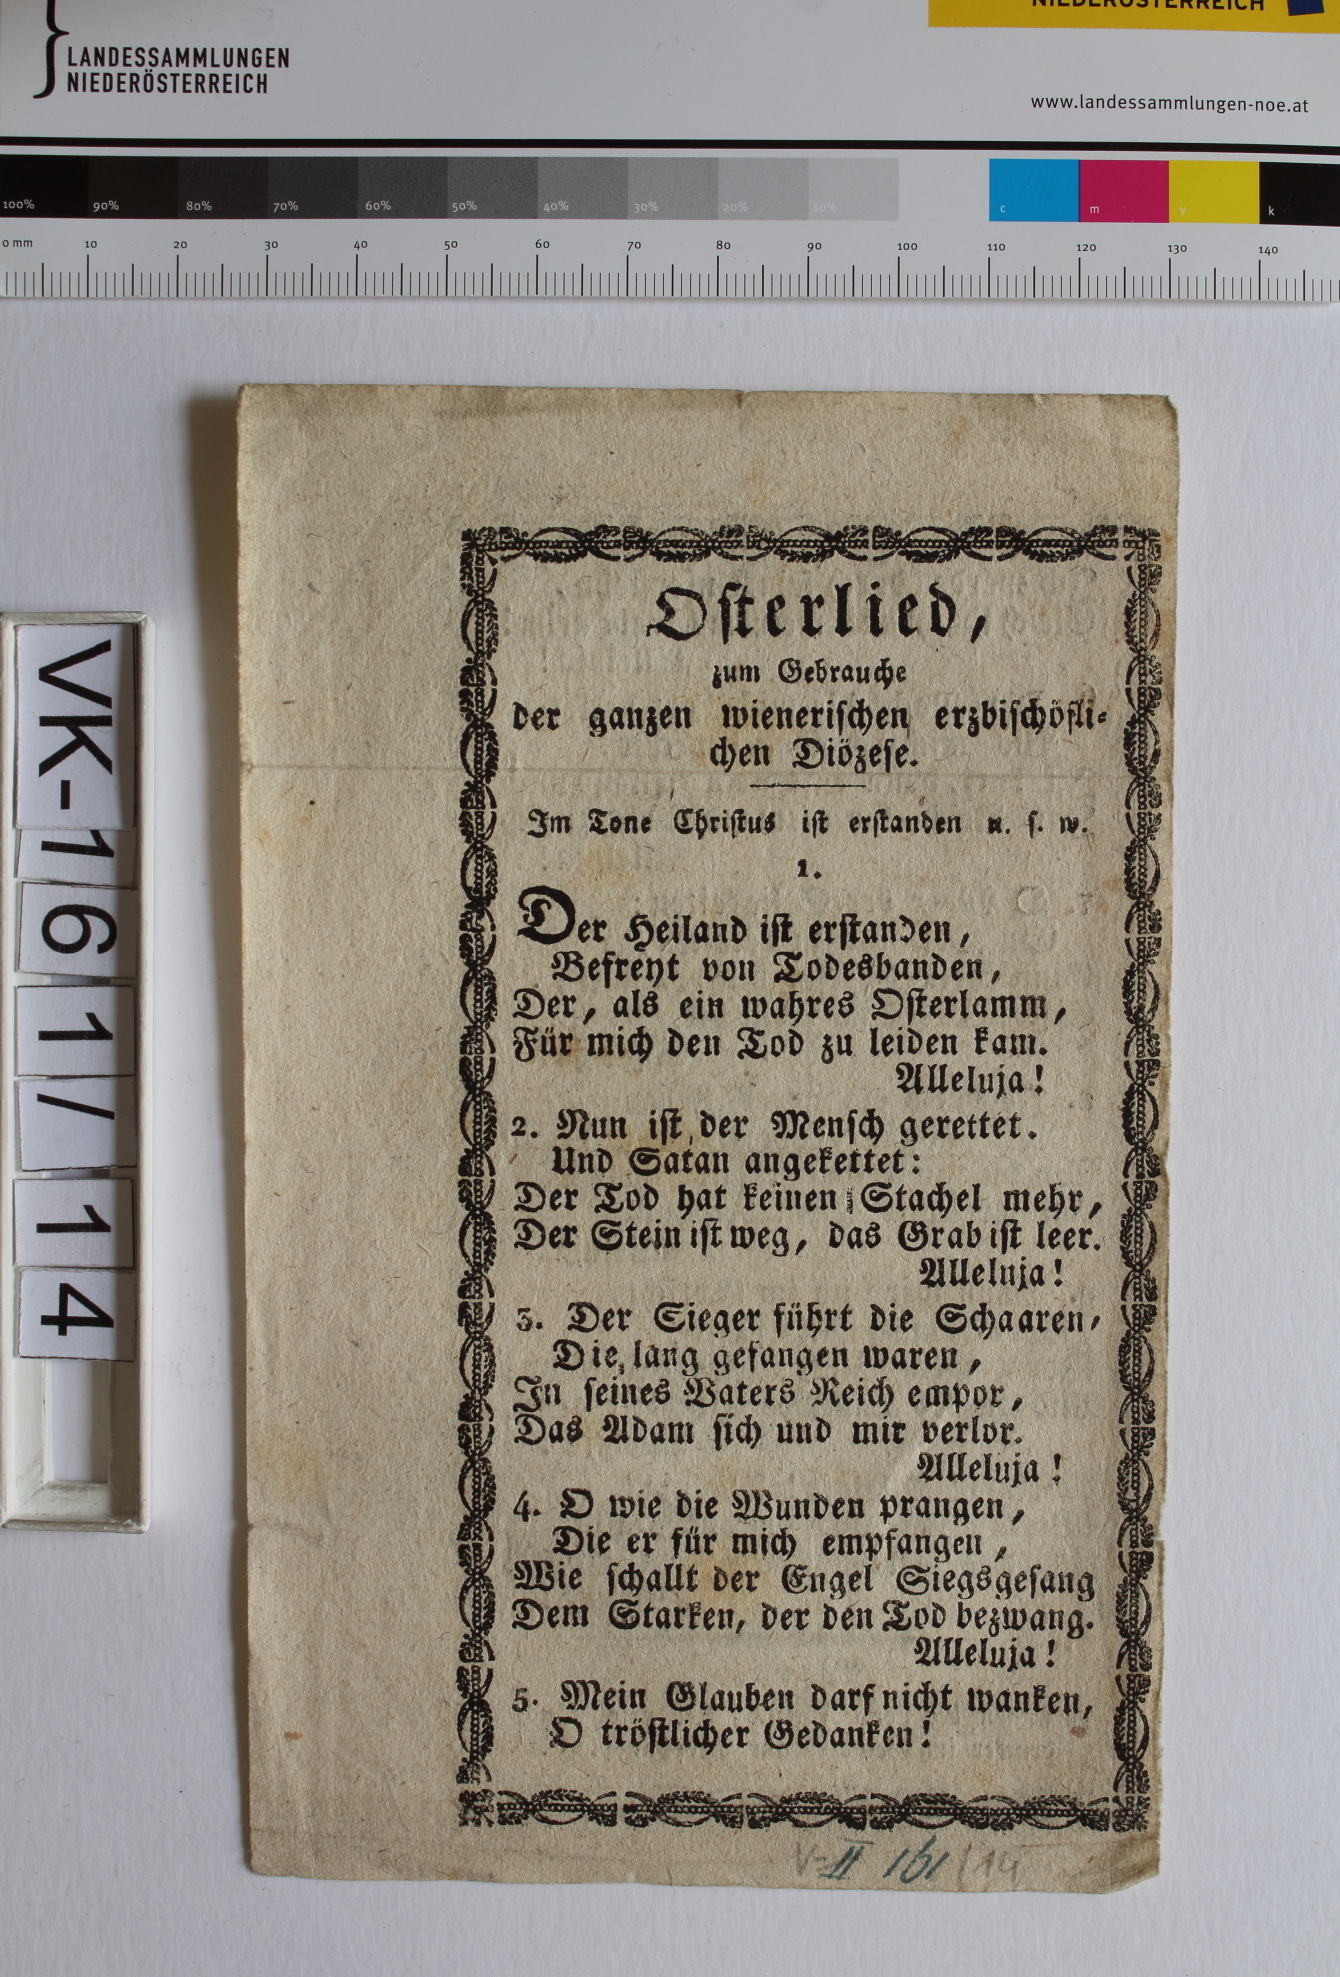 NIEDERÖSTERREICH
LANDESSAMMLUNGEN
NIEDERÖSTERREICH
www.landessammlungen-noe.at
100% 90% 80% 70% 60% 50% 40% 30% 20% 10% c m y k
0 mm 10 20 30 40 50 60 70 80 90 100 110 120 130 140
VK-161/114
Osterlied,
zum Gebrauche
der ganzen wienerischen erzbischöfli-
chen Diözese.
Im Tone Christus ist erstanden u. s. w.
1.
Der Heiland ist erstanden,
Befreyt von Todesbanden,
Der, als ein wahres Osterlamm,
Für mich den Tod zu leiden kam.
Alleluja!
2. Nun ist der Mensch gerettet.
Und Satan angekettet:
Der Tod hat keinen Stachel mehr,
Der Stein ist weg, das Grab ist leer.
Alleluja!
3. Der Sieger führt die Schaaren,
Die lang gefangen waren,
In seines Vaters Reich empor,
Das Adam sich und mir verlor.
Alleluja!
4. O wie die Wunden prangen,
Die er für mich empfangen,
Wie schallt der Engel Siegsgesang
Dem Starken, der den Tod bezwang.
Alleluja!
5. Mein Glauben darf nicht wanken,
O tröstlicher Gedanken!
V-II 161/14